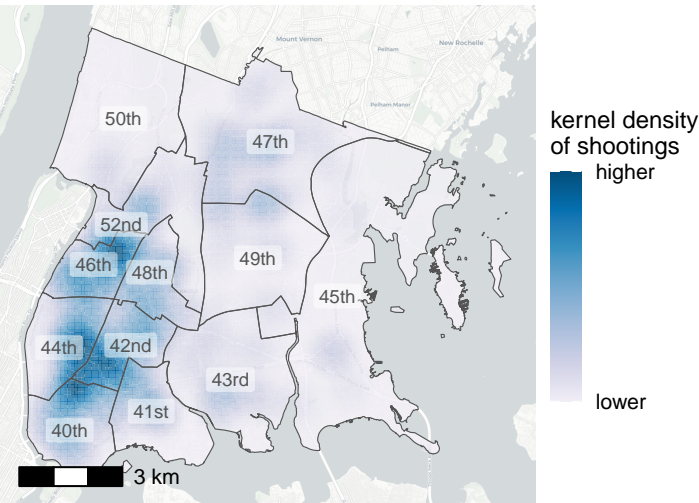 Mount Vernon
New Rochelle
Pelham
Pelham Manor
50th
47th
52nd
46th
48th
49th
45th
44th
42nd
43rd
41st
40th
3 km
kernel density
of shootings
higher
lower